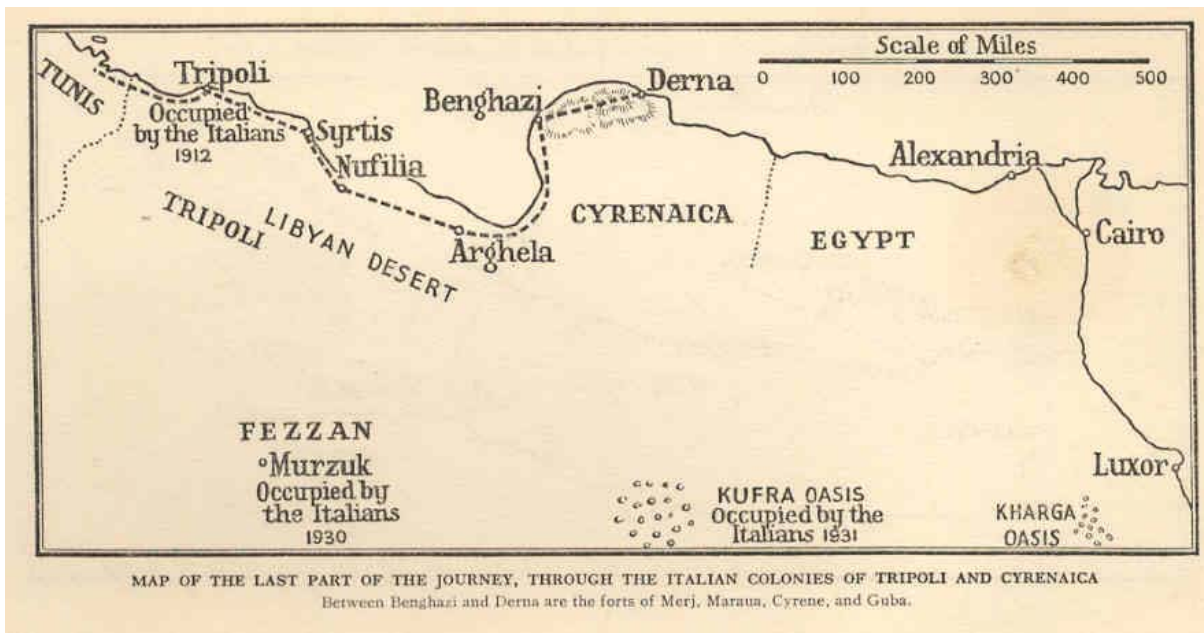 Scale of Miles
0 100 200 300 400 500
TUNIS
Tripoli
Occupied
by the Italians
1912
Syrtis
Nufilia
TRIPOLI
LIBYAN DESERT
Arghela
Benghazi
Derna
CYRENAICA
Alexandria
EGYPT
Cairo
Luxor
FEZZAN
Murzuk
Occupied by
the Italians
1930
KUFRA OASIS
Occupied by the
Italians 1931
KHARGA
OASIS
MAP OF THE LAST PART OF THE JOURNEY, THROUGH THE ITALIAN COLONIES OF TRIPOLI AND CYRENAICA
Between Benghazi and Derna are the forts of Merj, Maraua, Cyrene, and Guba.